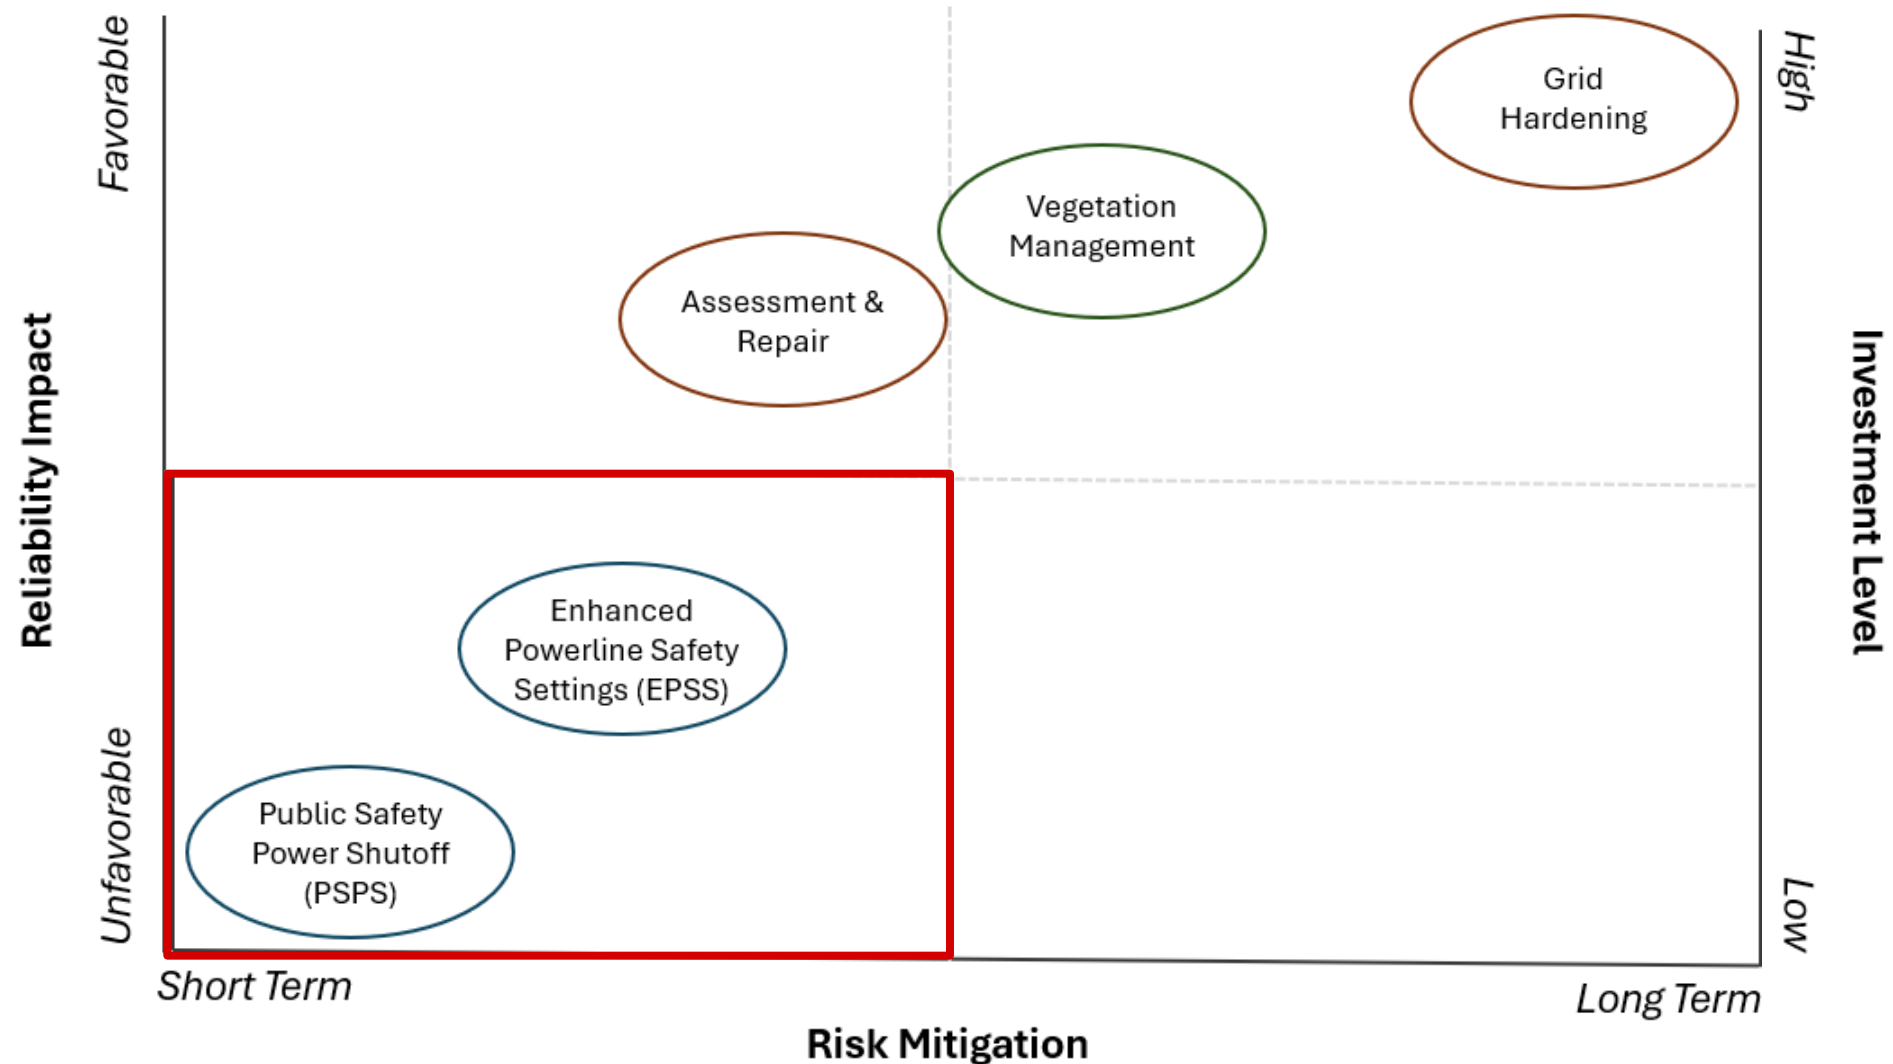 Favorable
High
Grid
Hardening
Vegetation
Management
Assessment &
Repair
Reliability Impact
Investment Level
Enhanced
Powerline Safety
Settings (EPSS)
Unfavorable
Public Safety
Power Shutoff
(PSPS)
Low
Short Term
Long Term
Risk Mitigation